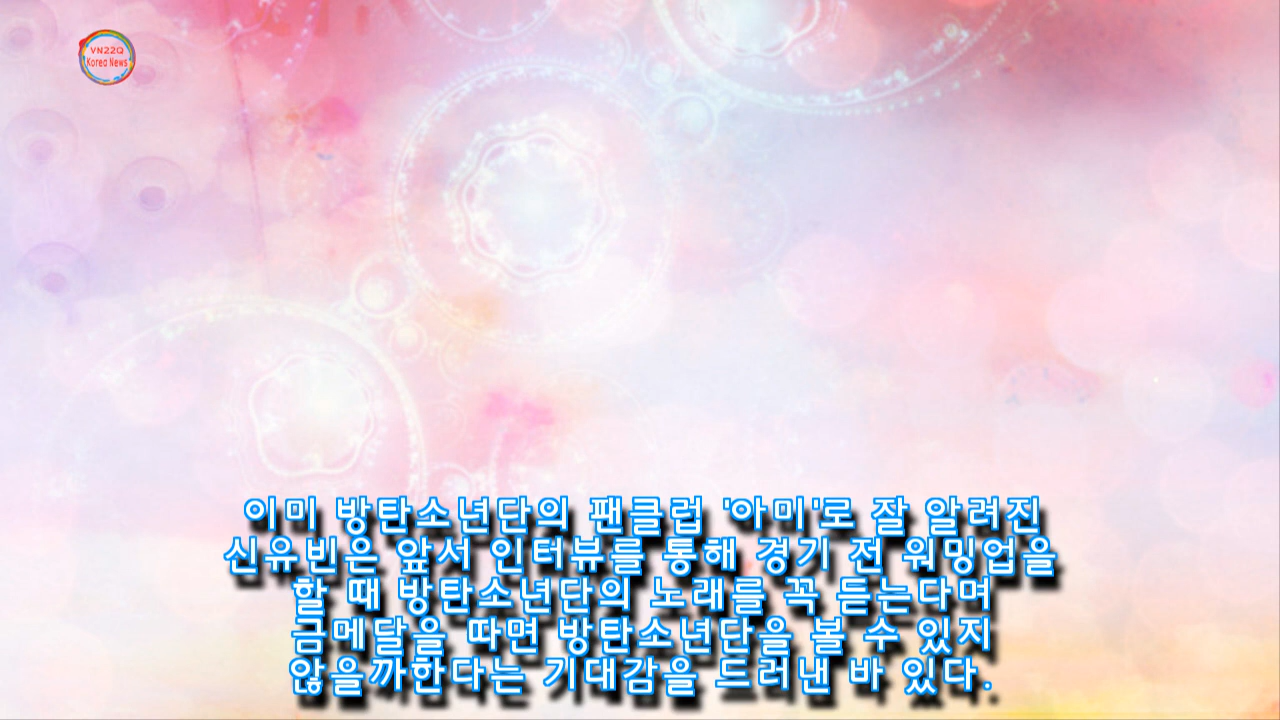 VN22Q
Korea News
이미 방탄소년단의 팬클럽 '아미'로 잘 알려진
신유빈은 앞서 인터뷰를 통해 경기 전 워밍업을
할 때 방탄소년단의 노래를 꼭 듣는다며
금메달을 따면 방탄소년단을 볼 수 있지
않을까한다는 기대감을 드러낸 바 있다.